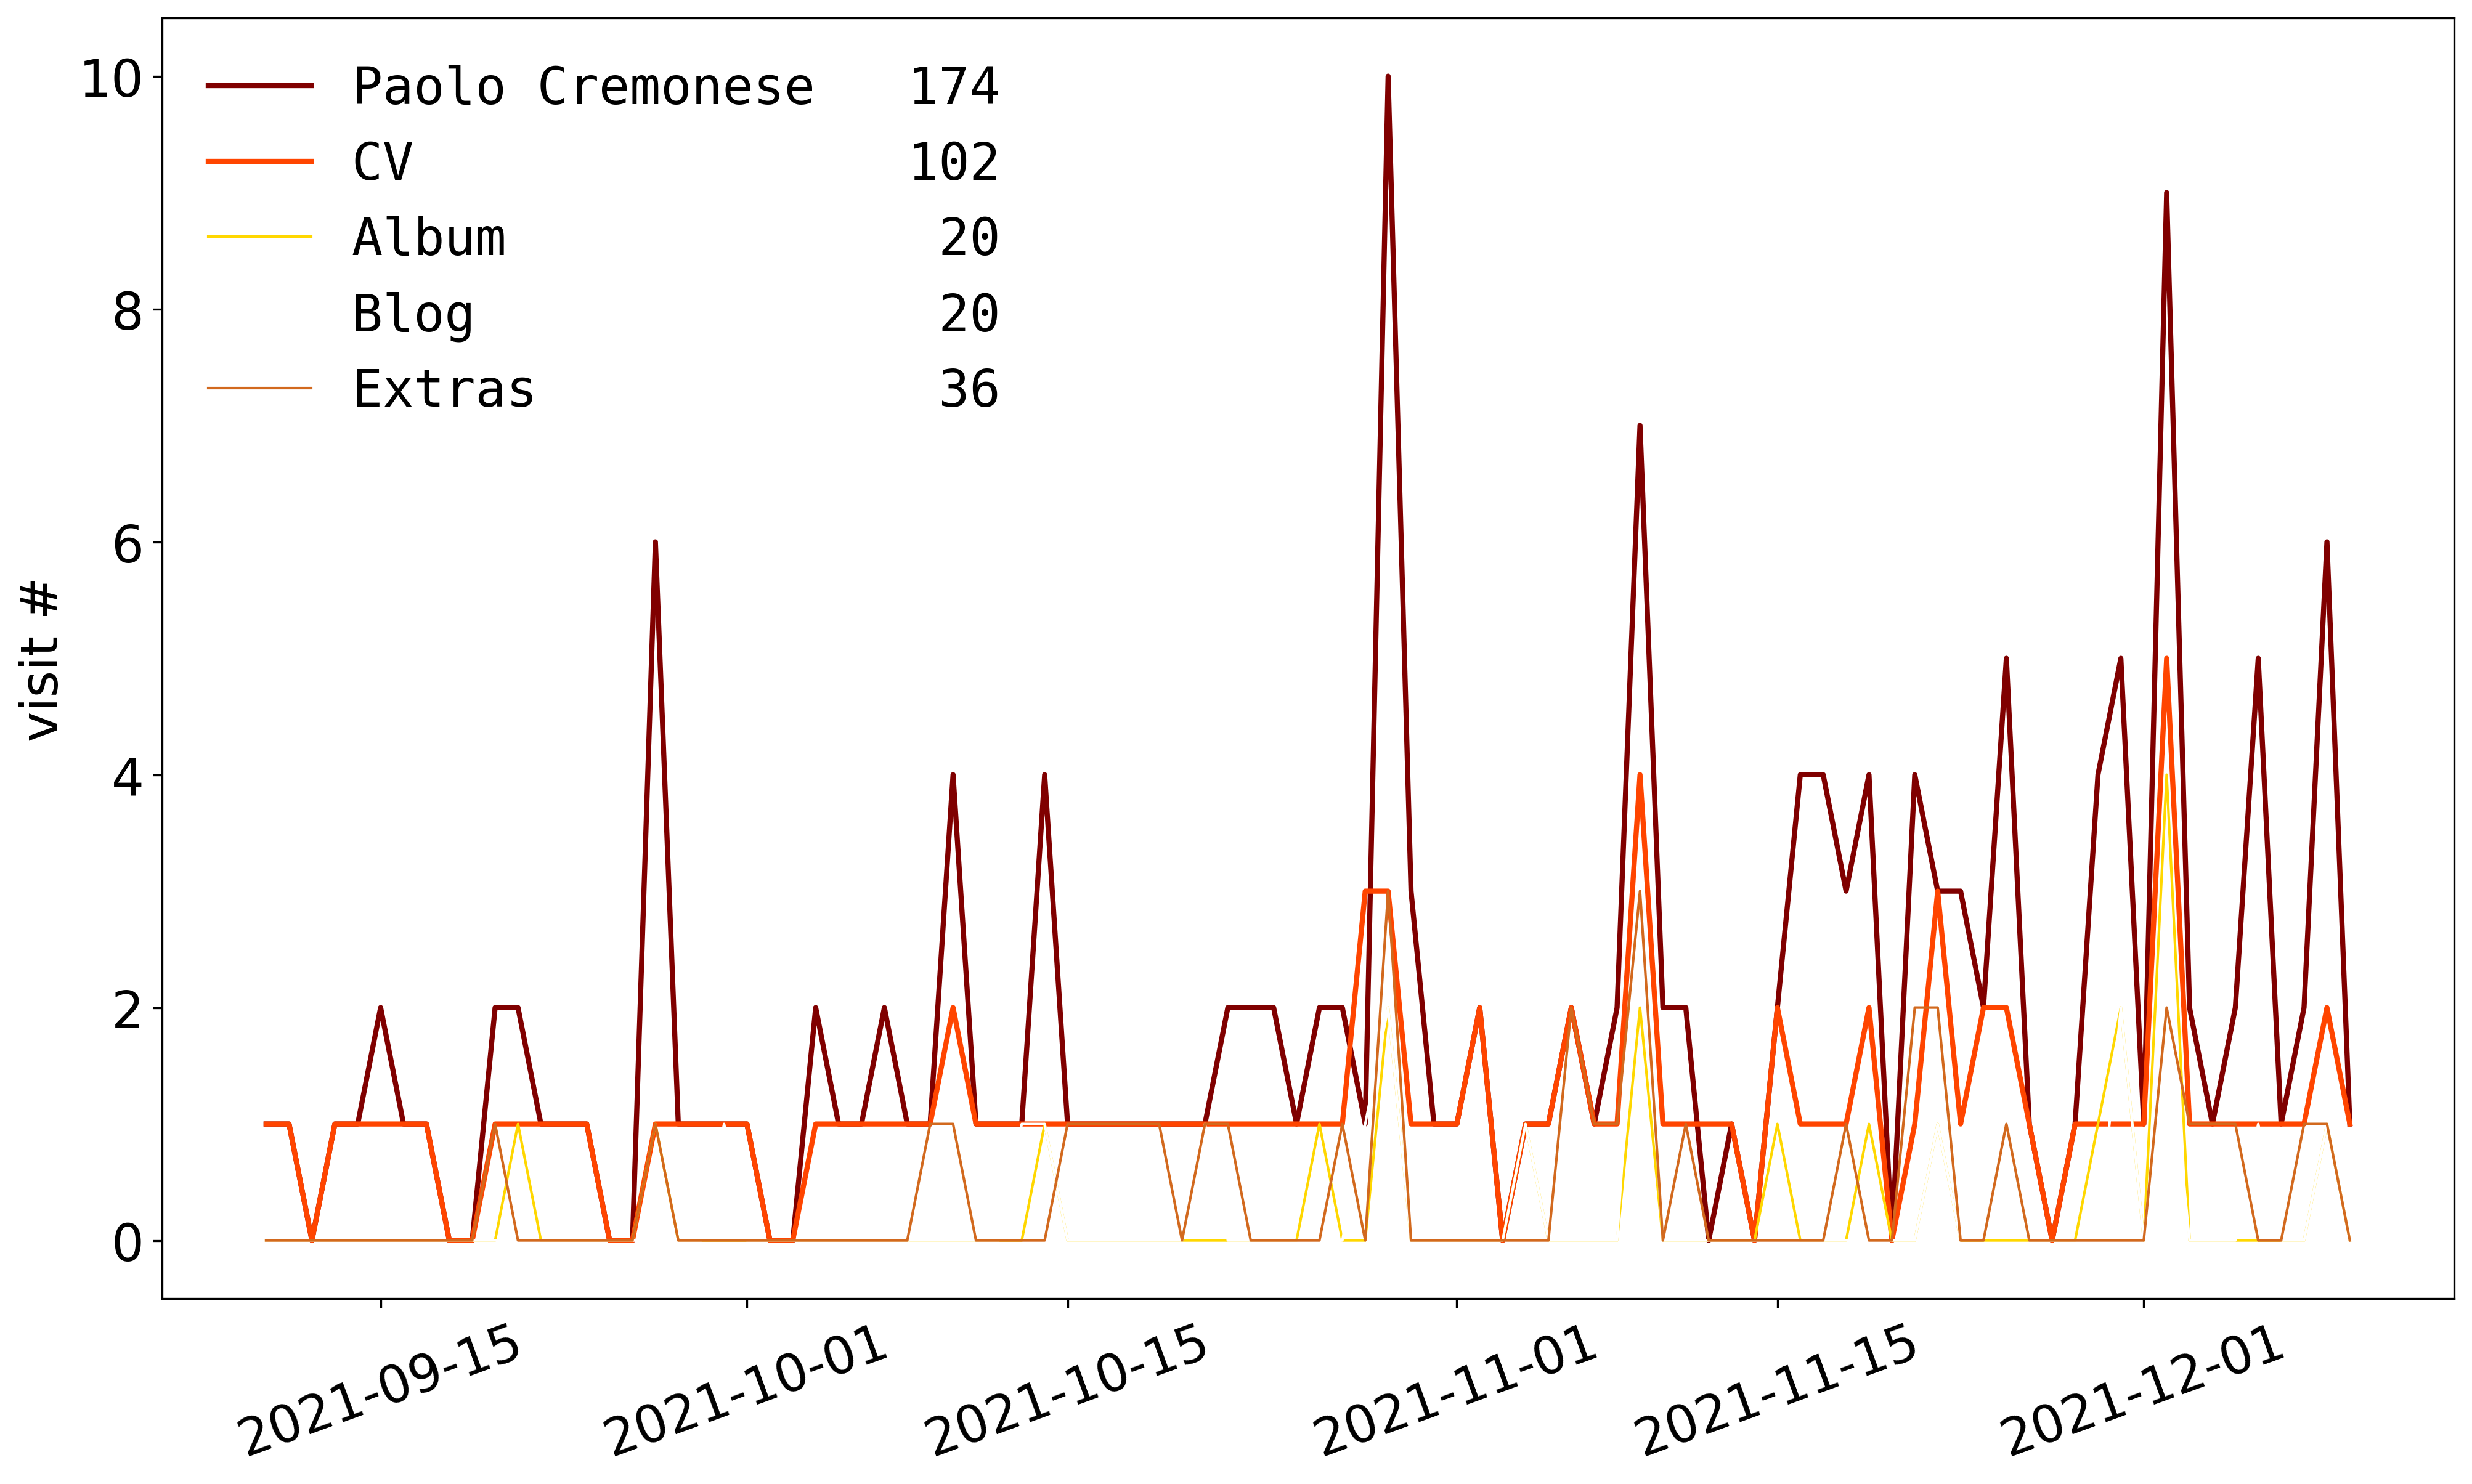 10
8
6
4
2
0
visit #
Paolo Cremonese 174
CV 102
Album 20
Blog 20
Extras 36
2021-09-15
2021-10-01
2021-10-15
2021-11-01
2021-11-15
2021-12-01